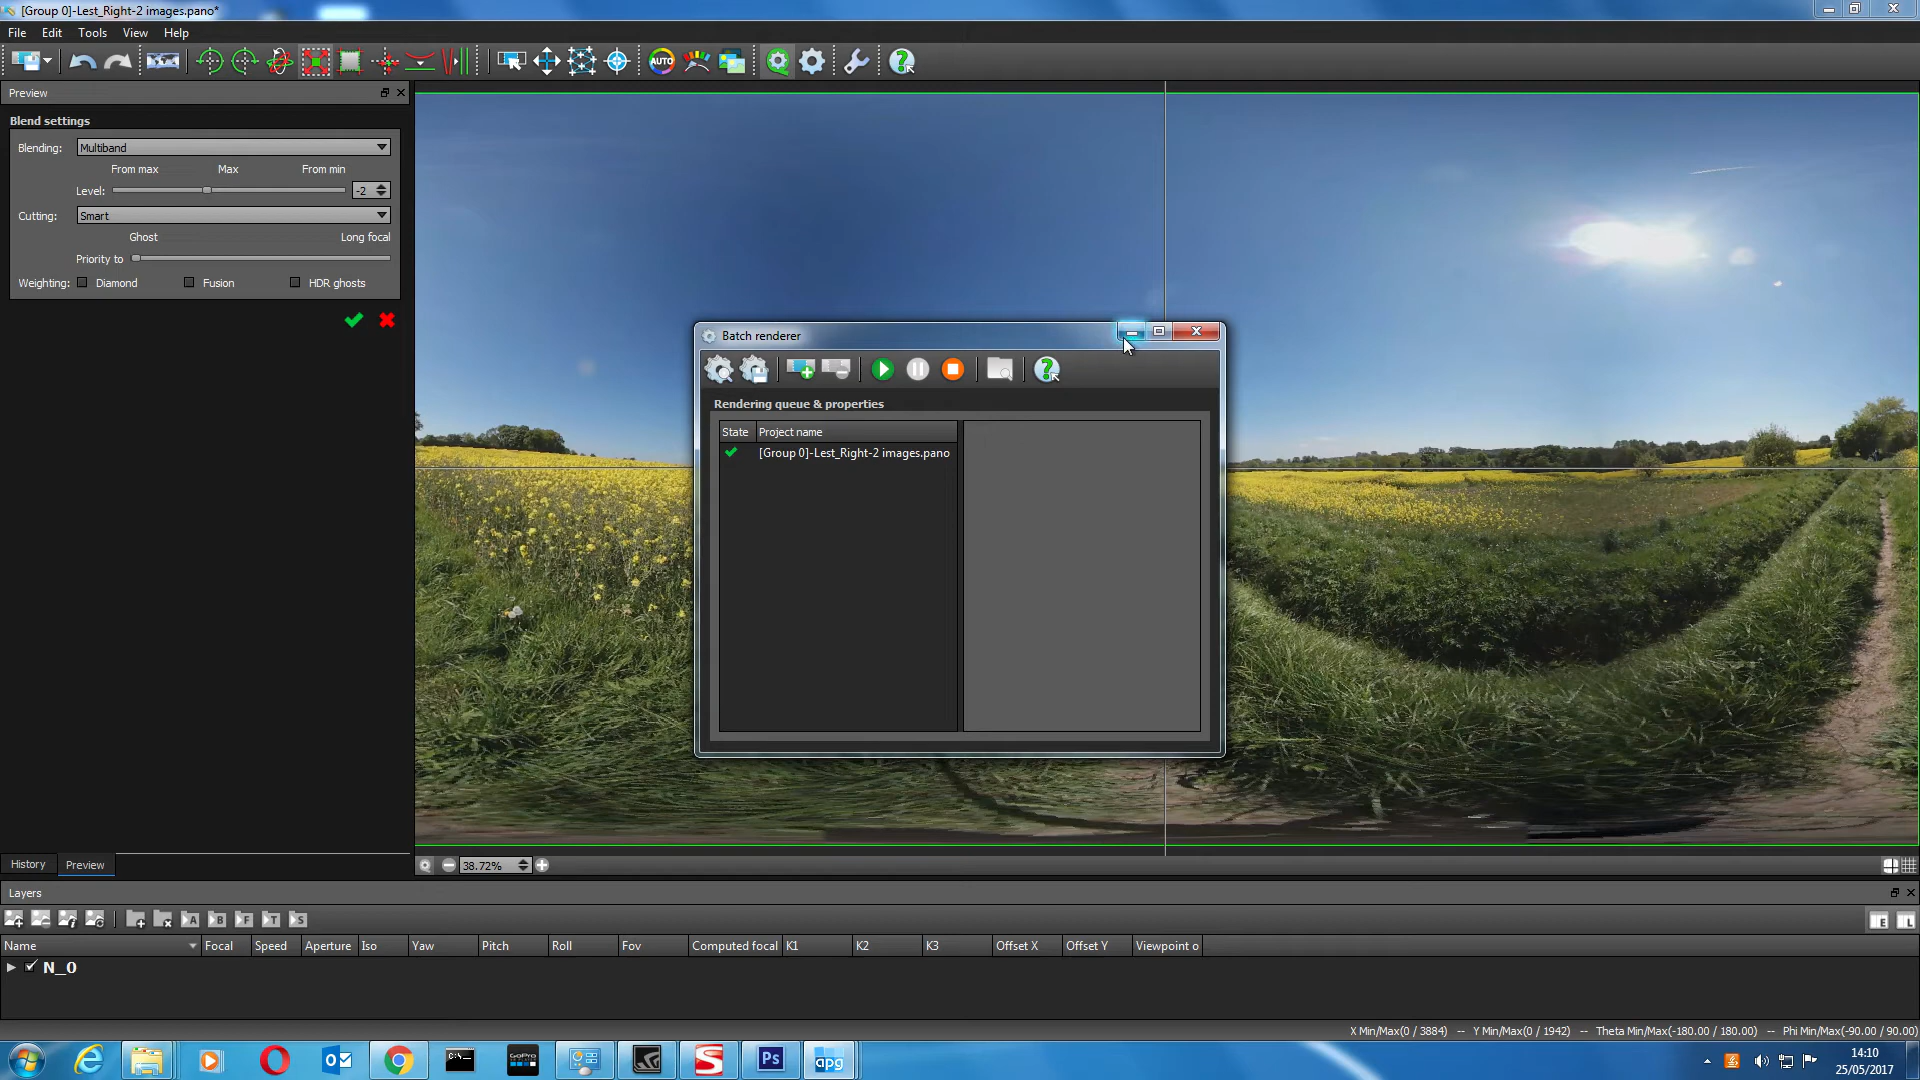 [Group 0]-Lest_Right-2 images.pano*
File Edit Tools View Help
AUTO
Preview
Blend settings
Blending: Multiband
From max Max From min
Level: -2
Cutting: Smart
Ghost Long focal
Priority to
Weighting: Diamond Fusion HDR ghosts
Batch renderer
Rendering queue & properties
State Project name
[Group 0]-Lest_Right-2 images.pano
History Preview
38.72%
Layers
A B F T S E L
Name Focal Speed Aperture Iso Yaw Pitch Roll Fov Computed focal K1 K2 K3 Offset X Offset Y Viewpoint o
N_0
X Min/Max(0 / 3884) -- Y Min/Max(0 / 1942) -- Theta Min/Max(-180.00 / 180.00) -- Phi Min/Max(-90.00 / 90.00)
C:\_ GoPro S Ps apg
14:10
25/05/2017